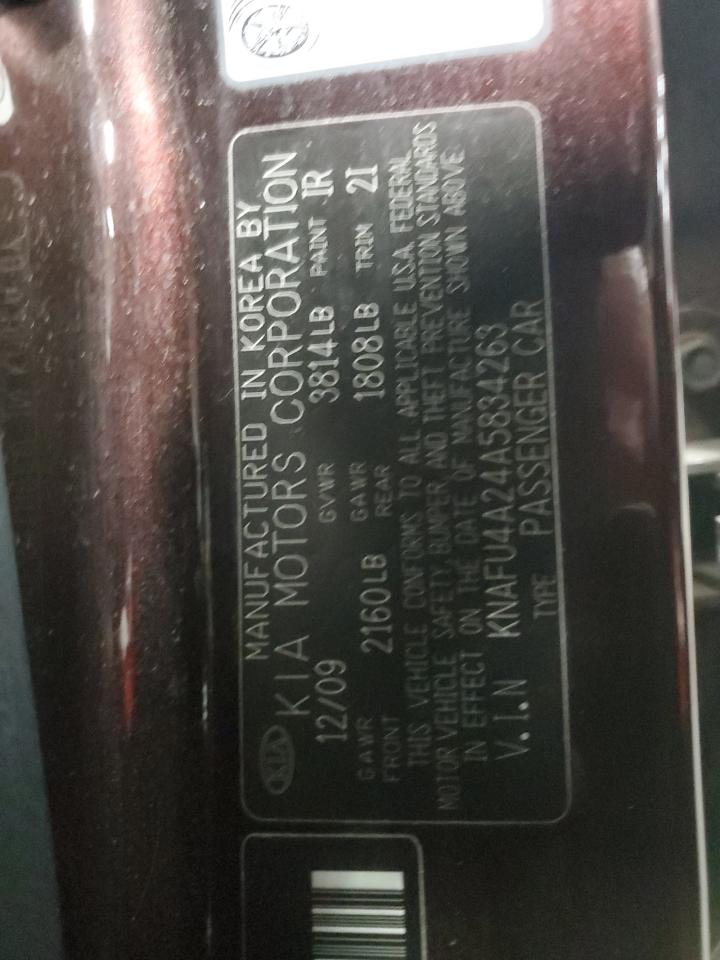 KIA
MANUFACTURED IN KOREA BY
KIA MOTORS CORPORATION
12/09 GVWR 3814LB PAINT IR
GAWR FRONT 2160LB GAWR REAR 1808LB TRIM 2I
THIS VEHICLE CONFORMS TO ALL APPLICABLE U.S.A. FEDERAL
MOTOR VEHICLE SAFETY, BUMPER, AND THEFT PREVENTION STANDARDS
IN EFFECT ON THE DATE OF MANUFACTURE SHOWN ABOVE.
V.I.N KNAFU4A24A5834263
TYPE PASSENGER CAR